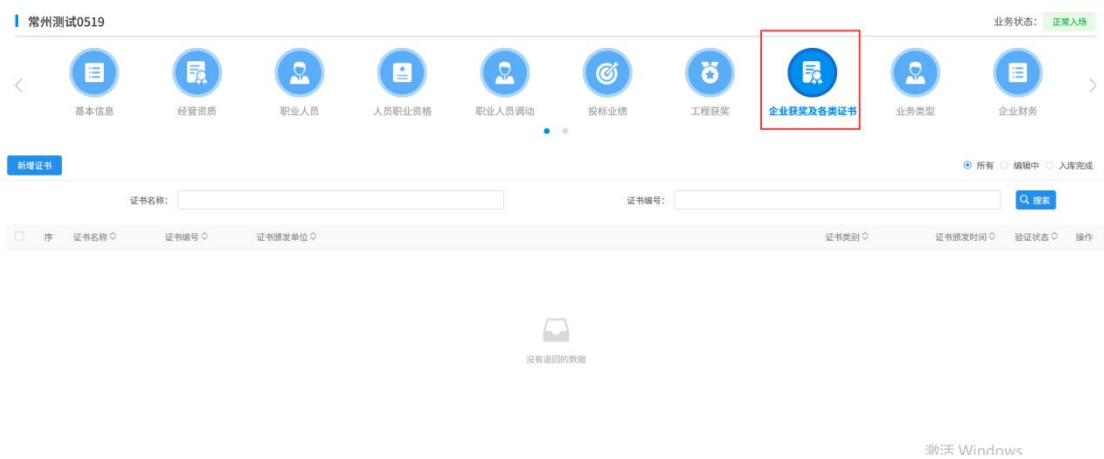 常州测试0519 业务状态： 正常入场
基本信息 经营资质 职业人员 人员职业资格 职业人员调动 投标业绩 工程获奖 企业获奖及各类证书 业务类型 企业财务
新增证书 所有 编辑中 入库完成
证书名称： 证书编号： 搜索
序 证书名称 证书编号 证书颁发单位 证书类别 证书颁发时间 验证状态 操作
没有返回的数据
激活 Windows